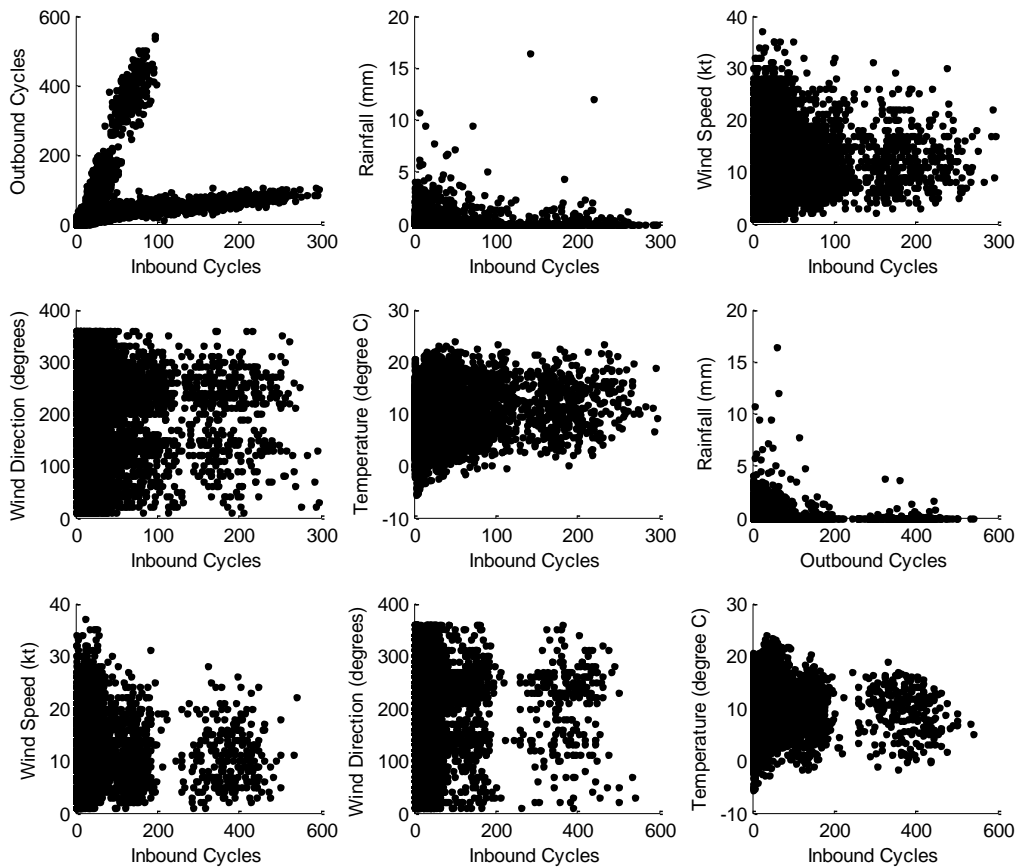 600
400
200
0
0 100 200 300
Outbound Cycles
Inbound Cycles
20
15
10
5
0
0 100 200 300
Rainfall (mm)
Inbound Cycles
40
30
20
10
0
0 100 200 300
Wind Speed (kt)
Inbound Cycles
400
300
200
100
0
0 100 200 300
Wind Direction (degrees)
Inbound Cycles
30
20
10
0
-10
0 100 200 300
Temperature (degree C)
Inbound Cycles
20
15
10
5
0
0 200 400 600
Rainfall (mm)
Outbound Cycles
40
30
20
10
0
0 200 400 600
Wind Speed (kt)
Inbound Cycles
400
300
200
100
0
0 200 400 600
Wind Direction (degrees)
Inbound Cycles
30
20
10
0
-10
0 200 400 600
Temperature (degree C)
Inbound Cycles